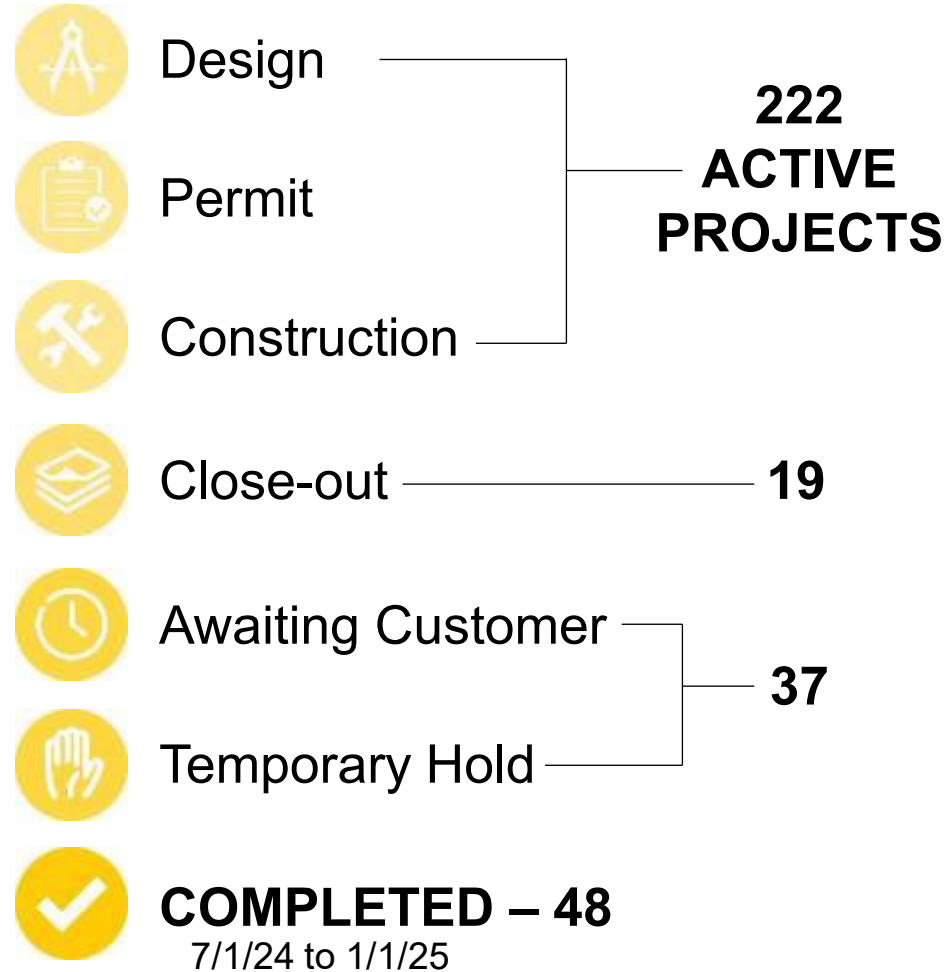 Design
222
ACTIVE
PROJECTS
Permit
Construction
Close-out
19
Awaiting Customer
37
Temporary Hold
COMPLETED – 48
7/1/24 to 1/1/25